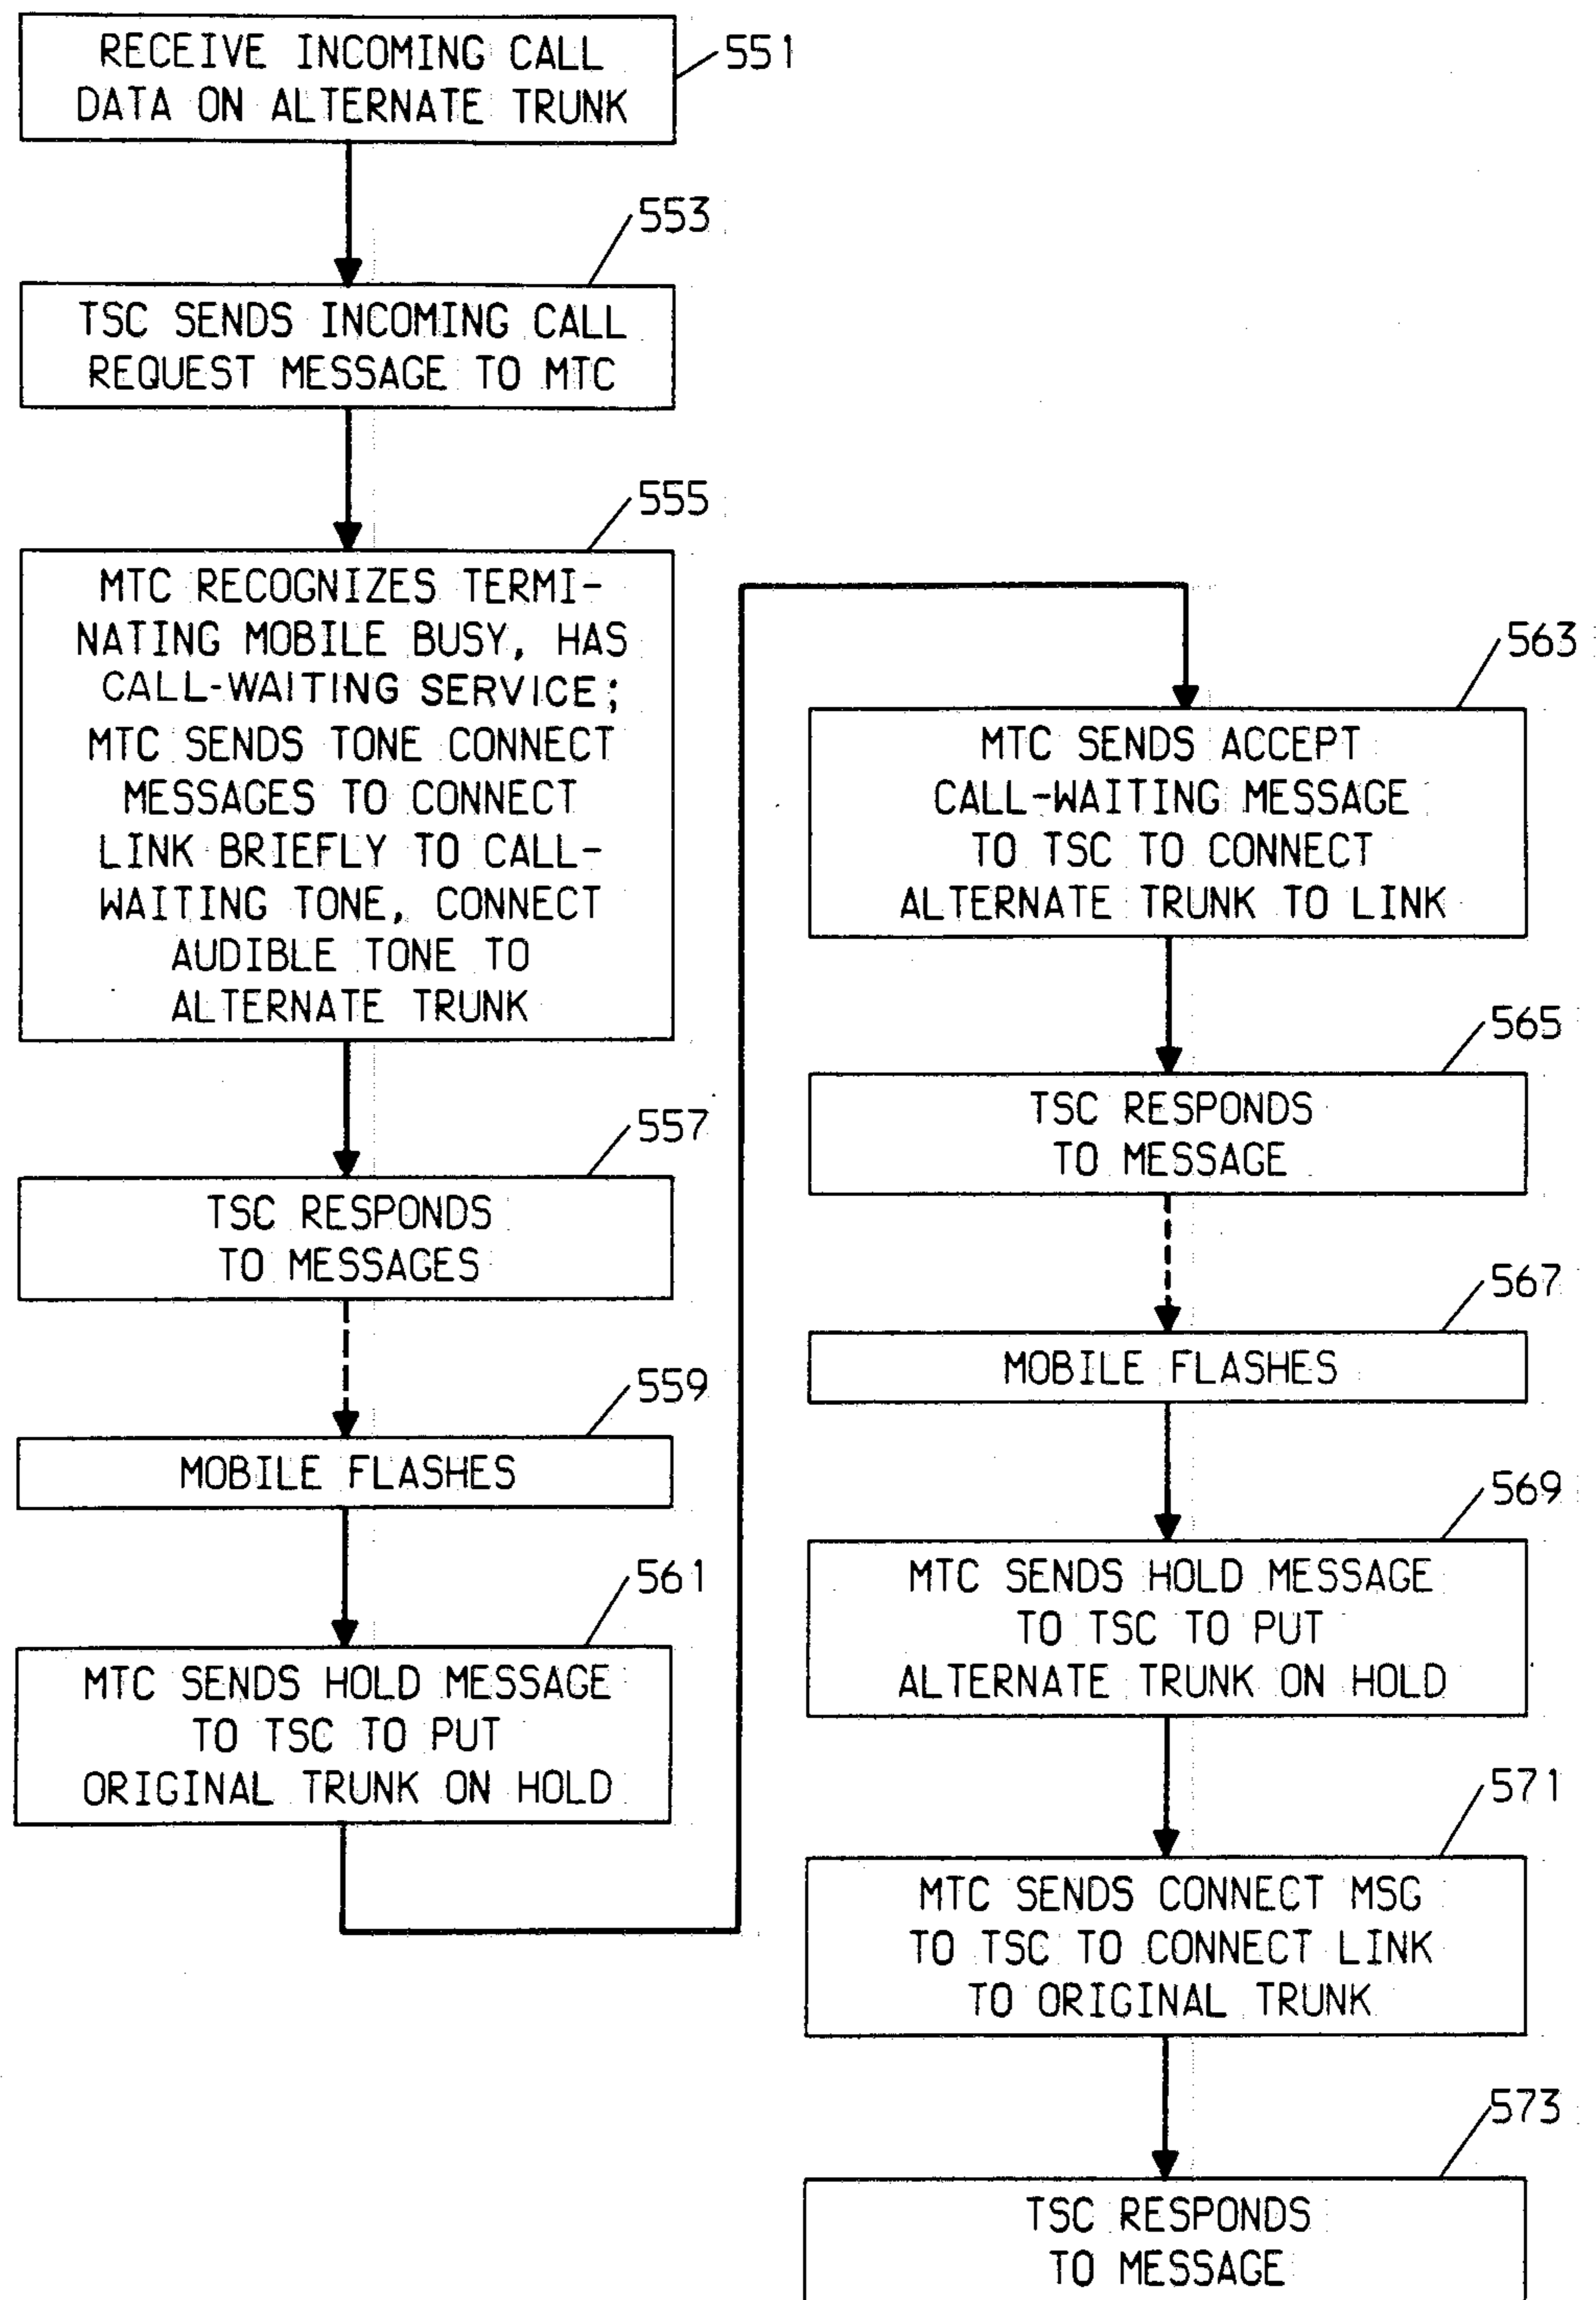 RECEIVE INCOMING CALL
DATA ON ALTERNATE TRUNK
551
553
TSC SENDS INCOMING CALL
REQUEST MESSAGE TO MTC
555
MTC RECOGNIZES TERMI-
NATING MOBILE BUSY, HAS
CALL-WAITING SERVICE;
MTC SENDS TONE CONNECT
MESSAGES TO CONNECT
LINK BRIEFLY TO CALL-
WAITING TONE, CONNECT
AUDIBLE TONE TO
ALTERNATE TRUNK
557
TSC RESPONDS
TO MESSAGES
559
MOBILE FLASHES
561
MTC SENDS HOLD MESSAGE
TO TSC TO PUT
ORIGINAL TRUNK ON HOLD
563
MTC SENDS ACCEPT
CALL-WAITING MESSAGE
TO TSC TO CONNECT
ALTERNATE TRUNK TO LINK
565
TSC RESPONDS
TO MESSAGE
567
MOBILE FLASHES
569
MTC SENDS HOLD MESSAGE
TO TSC TO PUT
ALTERNATE TRUNK ON HOLD
571
MTC SENDS CONNECT MSG
TO TSC TO CONNECT LINK
TO ORIGINAL TRUNK
573
TSC RESPONDS
TO MESSAGE